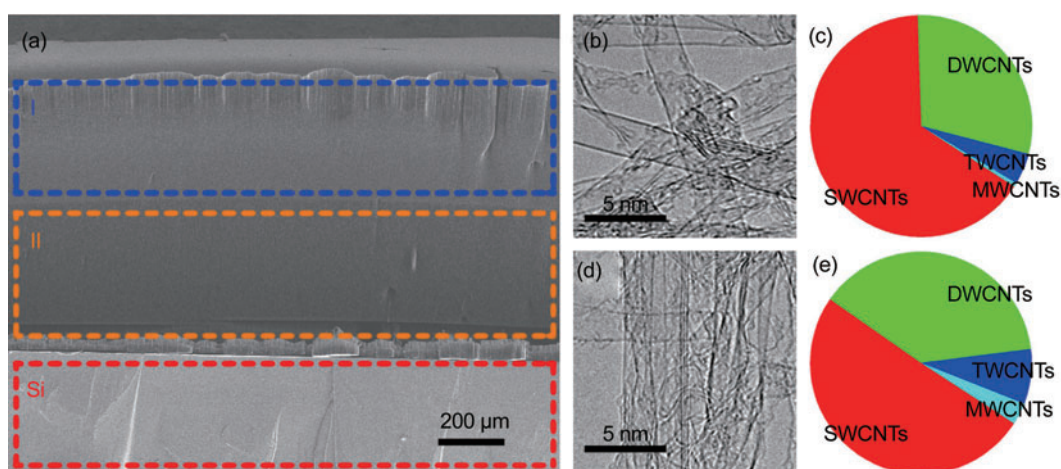 (a)
I
II
Si
200 µm
(b)
5 nm
(c)
DWCNTs
TWCNTs
MWCNTs
SWCNTs
(d)
5 nm
(e)
DWCNTs
TWCNTs
MWCNTs
SWCNTs